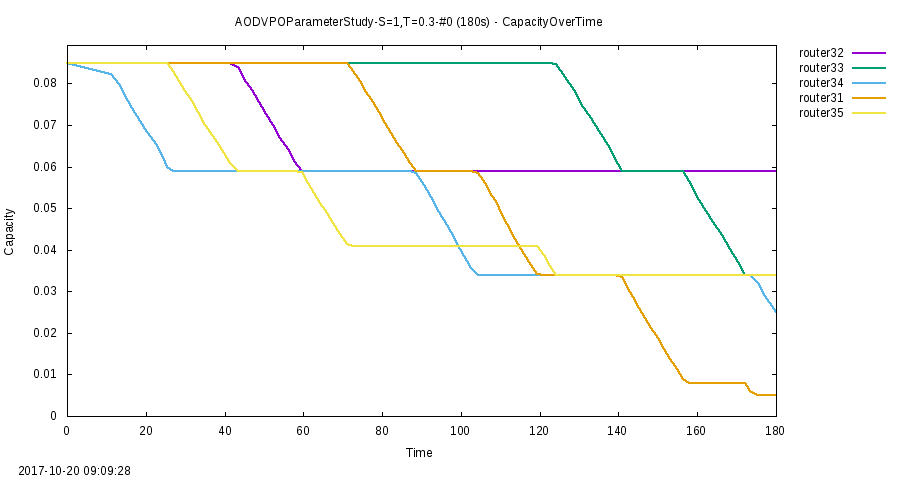 AODVPOParameterStudy-S=1,T=0.3-#0 (180s) - CapacityOverTime
router32
router33
router34
router31
router35
0.08
0.07
0.06
0.05
0.04
0.03
0.02
0.01
0
Capacity
0 20 40 60 80 100 120 140 160 180
Time
2017-10-20 09:09:28